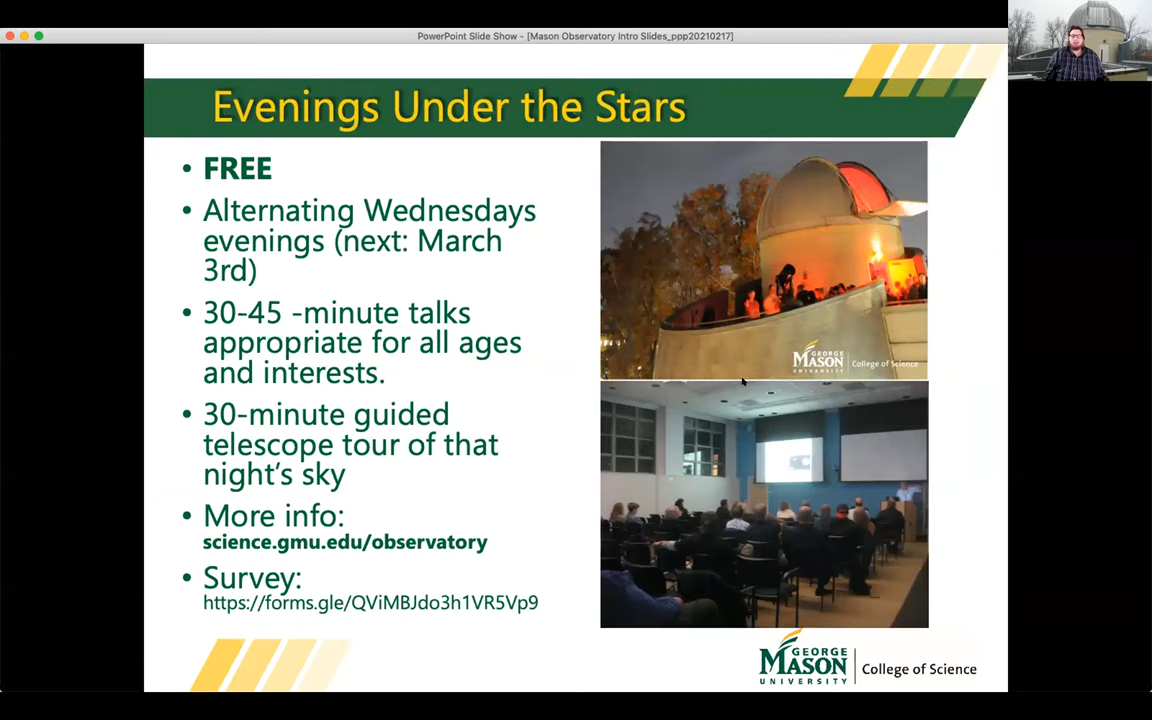 PowerPoint Slide Show - [Mason Observatory Intro Slides_ppp20210217]
Evenings Under the Stars
• FREE
• Alternating Wednesdays
evenings (next: March
3rd)
• 30-45 -minute talks
appropriate for all ages
and interests.
• 30-minute guided
telescope tour of that
night's sky
• More info:
science.gmu.edu/observatory
• Survey:
https://forms.gle/QViMBJdo3h1VR5Vp9
GEORGE
MASON
UNIVERSITY
College of Science
GEORGE
MASON
UNIVERSITY
College of Science